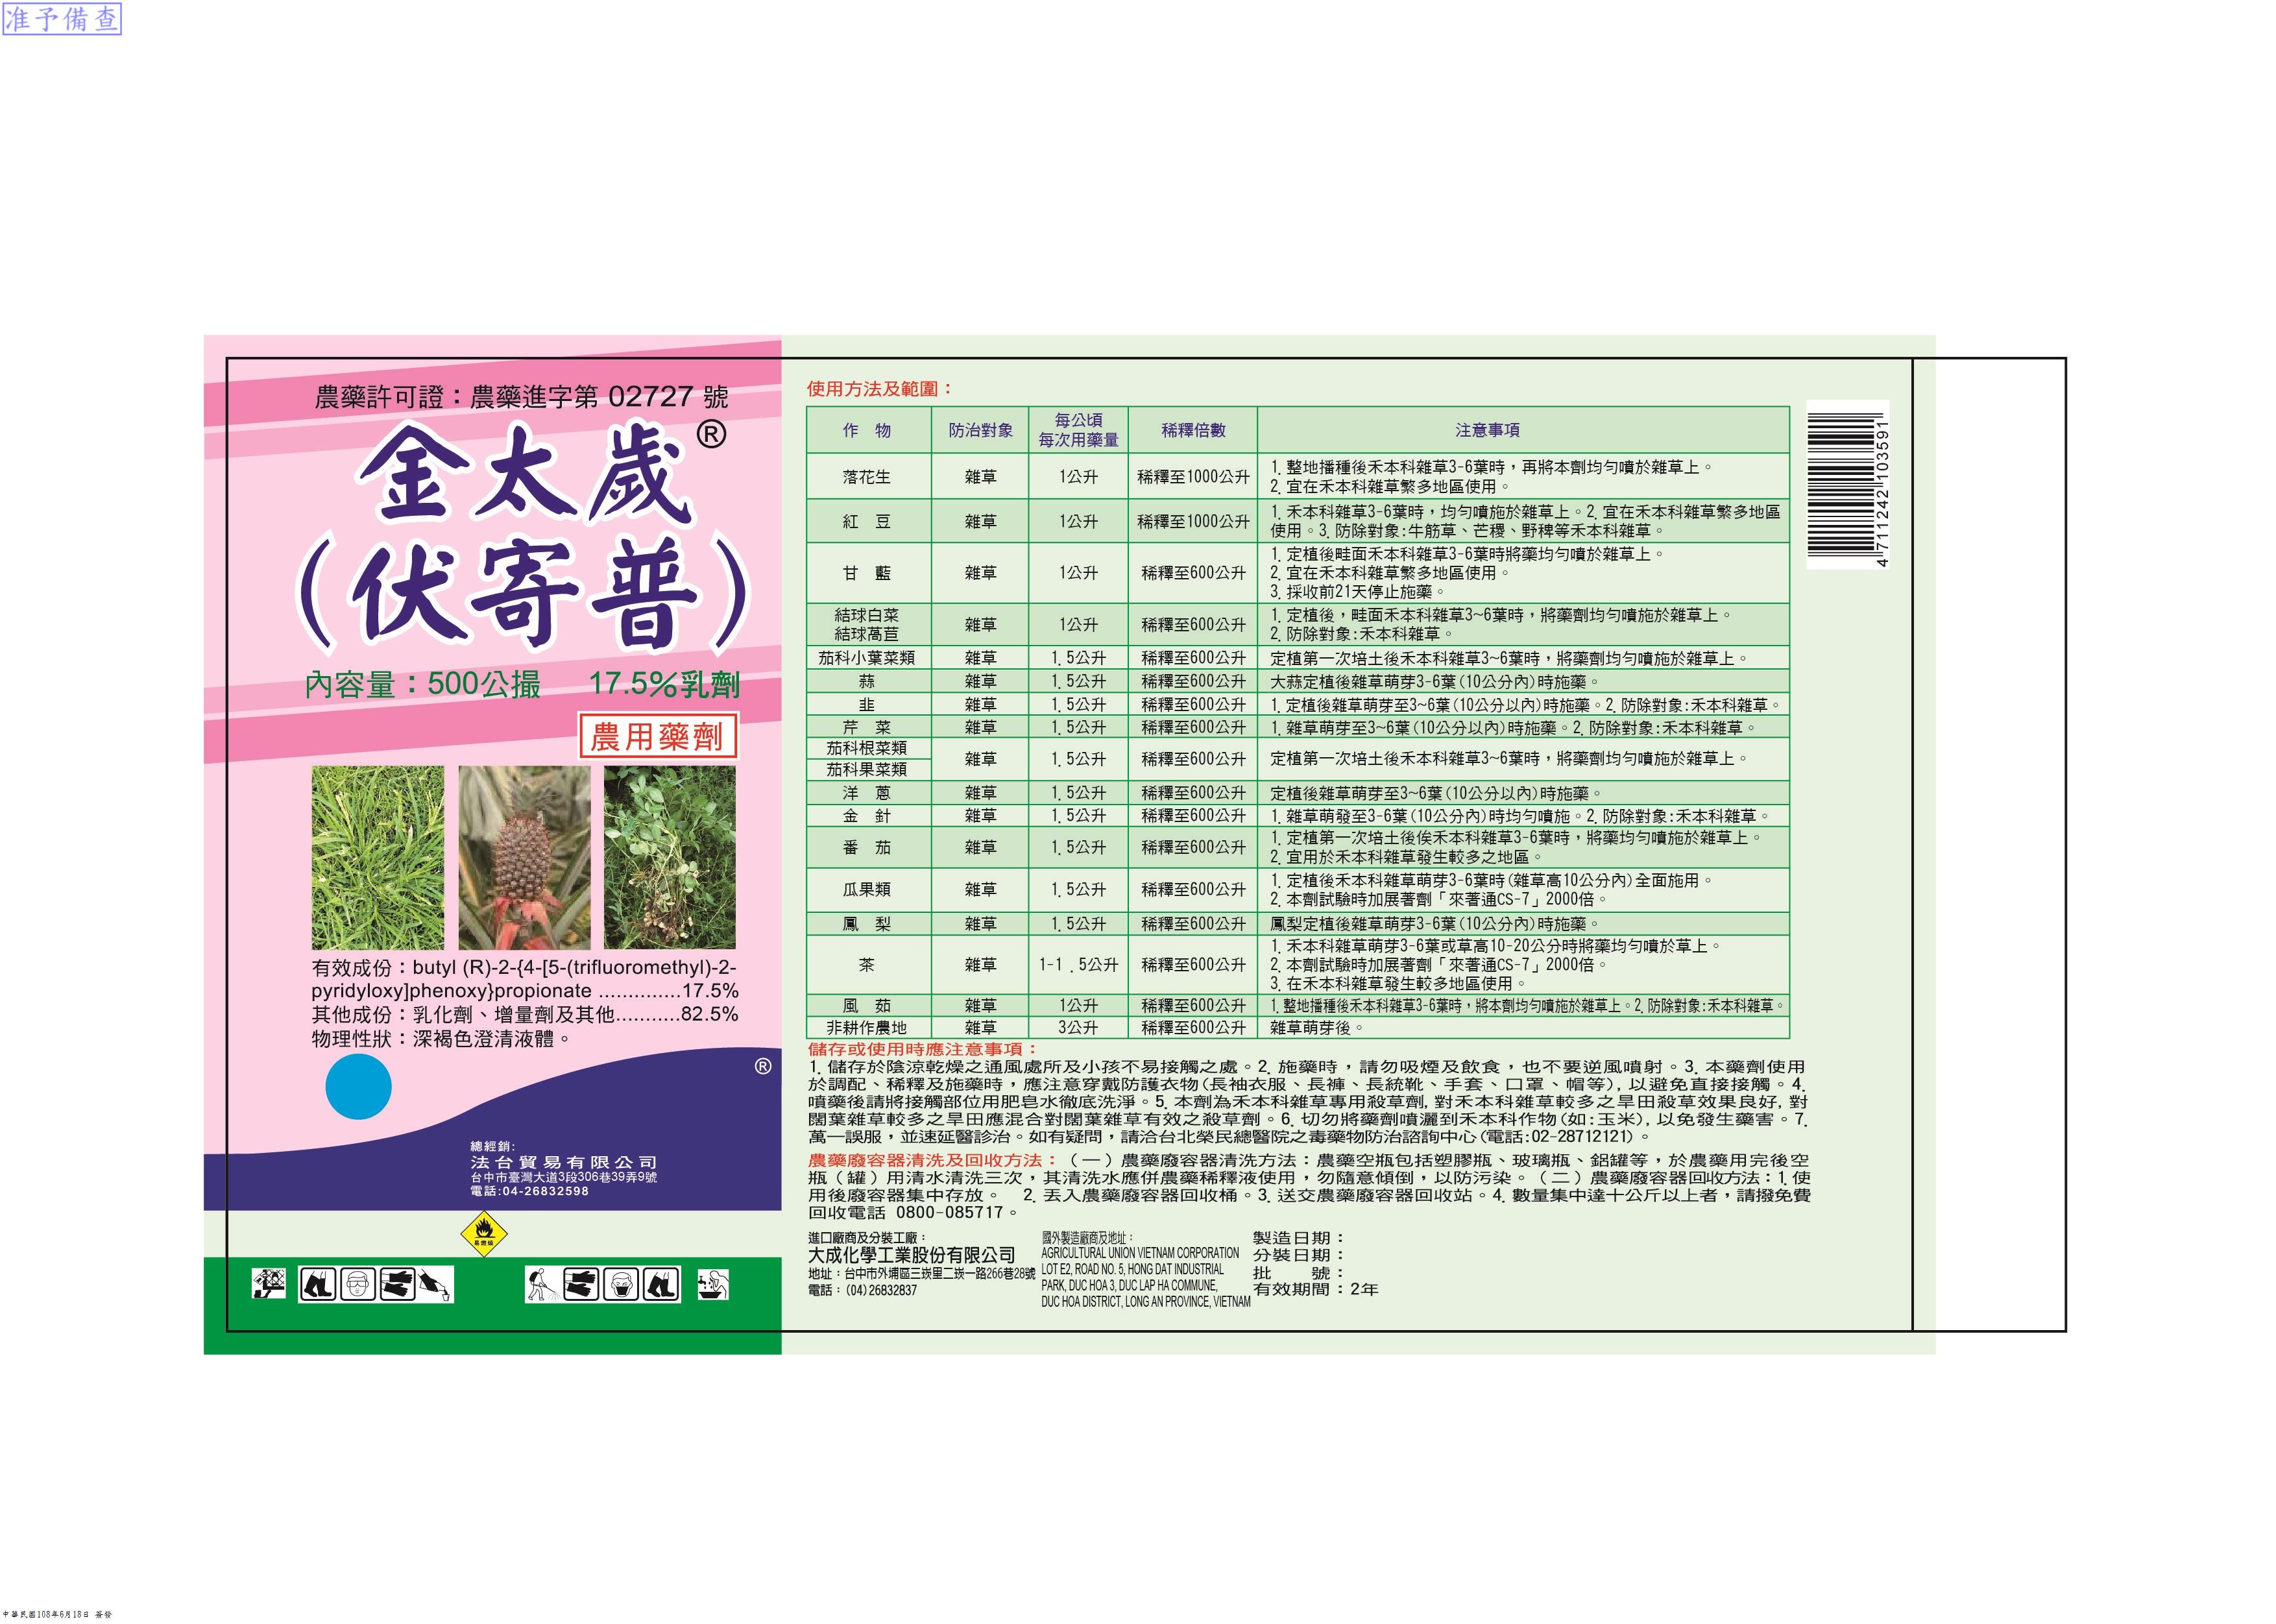 准予備查
農藥許可證：農藥進字第 02727 號
金太歲®
(伏寄普)
內容量：500公撮 17.5%乳劑
農用藥劑
有效成份：butyl (R)-2-{4-[5-(trifluoromethyl)-2-
pyridyloxy]phenoxy}propionate ..............17.5%
其他成份：乳化劑、增量劑及其他...........82.5%
物理性狀：深褐色澄清液體。
®
總經銷:
法台貿易有限公司
台中市臺灣大道3段306巷39弄9號
電話:04-26832598
易燃品
使用方法及範圍：
作 物 防治對象 每公頃 稀釋倍數 注意事項
每次用藥量
落花生 雜草 1公升 稀釋至1000公升 1. 整地播種後禾本科雜草3-6葉時，再將本劑均勻噴於雜草上。
2. 宜在禾本科雜草繁多地區使用。
紅 豆 雜草 1公升 稀釋至1000公升 1. 禾本科雜草3-6葉時，均勻噴施於雜草上。2. 宜在禾本科雜草繁多地區
使用。3. 防除對象:牛筋草、芒稷、野稗等禾本科雜草。
甘 藍 雜草 1公升 稀釋至600公升 1. 定植後畦面禾本科雜草3-6葉時將藥均勻噴於雜草上。
2. 宜在禾本科雜草繁多地區使用。
3. 採收前21天停止施藥。
結球白菜 雜草 1公升 稀釋至600公升 1. 定植後，畦面禾本科雜草3~6葉時，將藥劑均勻噴施於雜草上。
結球萵苣 2. 防除對象:禾本科雜草。
茄科小葉菜類 雜草 1.5公升 稀釋至600公升 定植第一次培土後禾本科雜草3~6葉時，將藥劑均勻噴施於雜草上。
蒜 雜草 1.5公升 稀釋至600公升 大蒜定植後雜草萌芽3-6葉(10公分內)時施藥。
韭 雜草 1.5公升 稀釋至600公升 1. 定植後雜草萌芽至3~6葉(10公分以內)時施藥。2. 防除對象:禾本科雜草。
芹 菜 雜草 1.5公升 稀釋至600公升 1. 雜草萌芽至3~6葉(10公分以內)時施藥。2. 防除對象:禾本科雜草。
茄科根菜類
茄科果菜類 雜草 1.5公升 稀釋至600公升 定植第一次培土後禾本科雜草3~6葉時，將藥劑均勻噴施於雜草上。
洋 蔥 雜草 1.5公升 稀釋至600公升 定植後雜草萌芽至3~6葉(10公分以內)時施藥。
金 針 雜草 1.5公升 稀釋至600公升 1. 雜草萌發至3-6葉(10公分內)時均勻噴施。2. 防除對象:禾本科雜草。
番 茄 雜草 1.5公升 稀釋至600公升 1. 定植第一次培土後俟禾本科雜草3-6葉時，將藥均勻噴施於雜草上。
2. 宜用於禾本科雜草發生較多之地區。
瓜果類 雜草 1.5公升 稀釋至600公升 1. 定植後禾本科雜草萌芽3-6葉時(雜草高10公分內)全面施用。
2. 本劑試驗時加展著劑「來著通CS-7」2000倍。
鳳 梨 雜草 1.5公升 稀釋至600公升 鳳梨定植後雜草萌芽3-6葉(10公分內)時施藥。
茶 雜草 1-1 .5公升 稀釋至600公升 1. 禾本科雜草萌芽3-6葉或草高10-20公分時將藥均勻噴於草上。
2. 本劑試驗時加展著劑「來著通CS-7」2000倍。
3. 在禾本科雜草發生較多地區使用。
風 茹 雜草 1公升 稀釋至600公升 1. 整地播種後禾本科雜草3-6葉時，將本劑均勻噴施於雜草上。2. 防除對象:禾本科雜草。
非耕作農地 雜草 3公升 稀釋至600公升 雜草萌芽後。
儲存或使用時應注意事項：
1. 儲存於陰涼乾燥之通風處所及小孩不易接觸之處。2. 施藥時，請勿吸煙及飲食，也不要逆風噴射。3. 本藥劑使用
於調配、稀釋及施藥時，應注意穿戴防護衣物(長袖衣服、長褲、長統靴、手套、口罩、帽等), 以避免直接接觸。4.
噴藥後請將接觸部位用肥皂水徹底洗淨。5. 本劑為禾本科雜草專用殺草劑, 對禾本科雜草較多之旱田殺草效果良好, 對
闊葉雜草較多之旱田應混合對闊葉雜草有效之殺草劑。6. 切勿將藥劑噴灑到禾本科作物(如:玉米), 以免發生藥害。7.
萬一誤服，並速延醫診治。如有疑問，請洽台北榮民總醫院之毒藥物防治諮詢中心(電話:02-28712121)。
農藥廢容器清洗及回收方法：（一）農藥廢容器清洗方法：農藥空瓶包括塑膠瓶、玻璃瓶、鋁罐等，於農藥用完後空
瓶（罐）用清水清洗三次，其清洗水應併農藥稀釋液使用，勿隨意傾倒，以防污染。（二）農藥廢容器回收方法：1. 使
用後廢容器集中存放。 2. 丟入農藥廢容器回收桶。3. 送交農藥廢容器回收站。4. 數量集中達十公斤以上者，請撥免費
回收電話 0800-085717。
進口廠商及分裝工廠：
大成化學工業股份有限公司
地址：台中市外埔區三崁里二崁一路266巷28號
電話：(04)26832837
國外製造廠商及地址：
AGRICULTURAL UNION VIETNAM CORPORATION
LOT E2, ROAD NO. 5, HONG DAT INDUSTRIAL
PARK, DUC HOA 3, DUC LAP HA COMMUNE,
DUC HOA DISTRICT, LONG AN PROVINCE, VIETNAM
製造日期：
分裝日期：
批 號：
有效期間：2年
4 711242 103591
中華民國108年6月18日 簽發